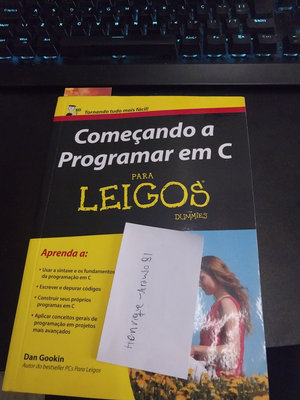 Tornando tudo mais fácil!
Começando a
Programar em C
PARA
LEIGOS
DUMMIES
Aprenda a:
• Usar a sintaxe e os fundamentos
da programação em C
• Escrever e depurar códigos
• Construir seus próprios
programas em C
• Aplicar conceitos gerais de
programação em projetos
mais avançados
Dan Gookin
Autor do bestseller PCs Para Leigos
Henrique-Araujo81